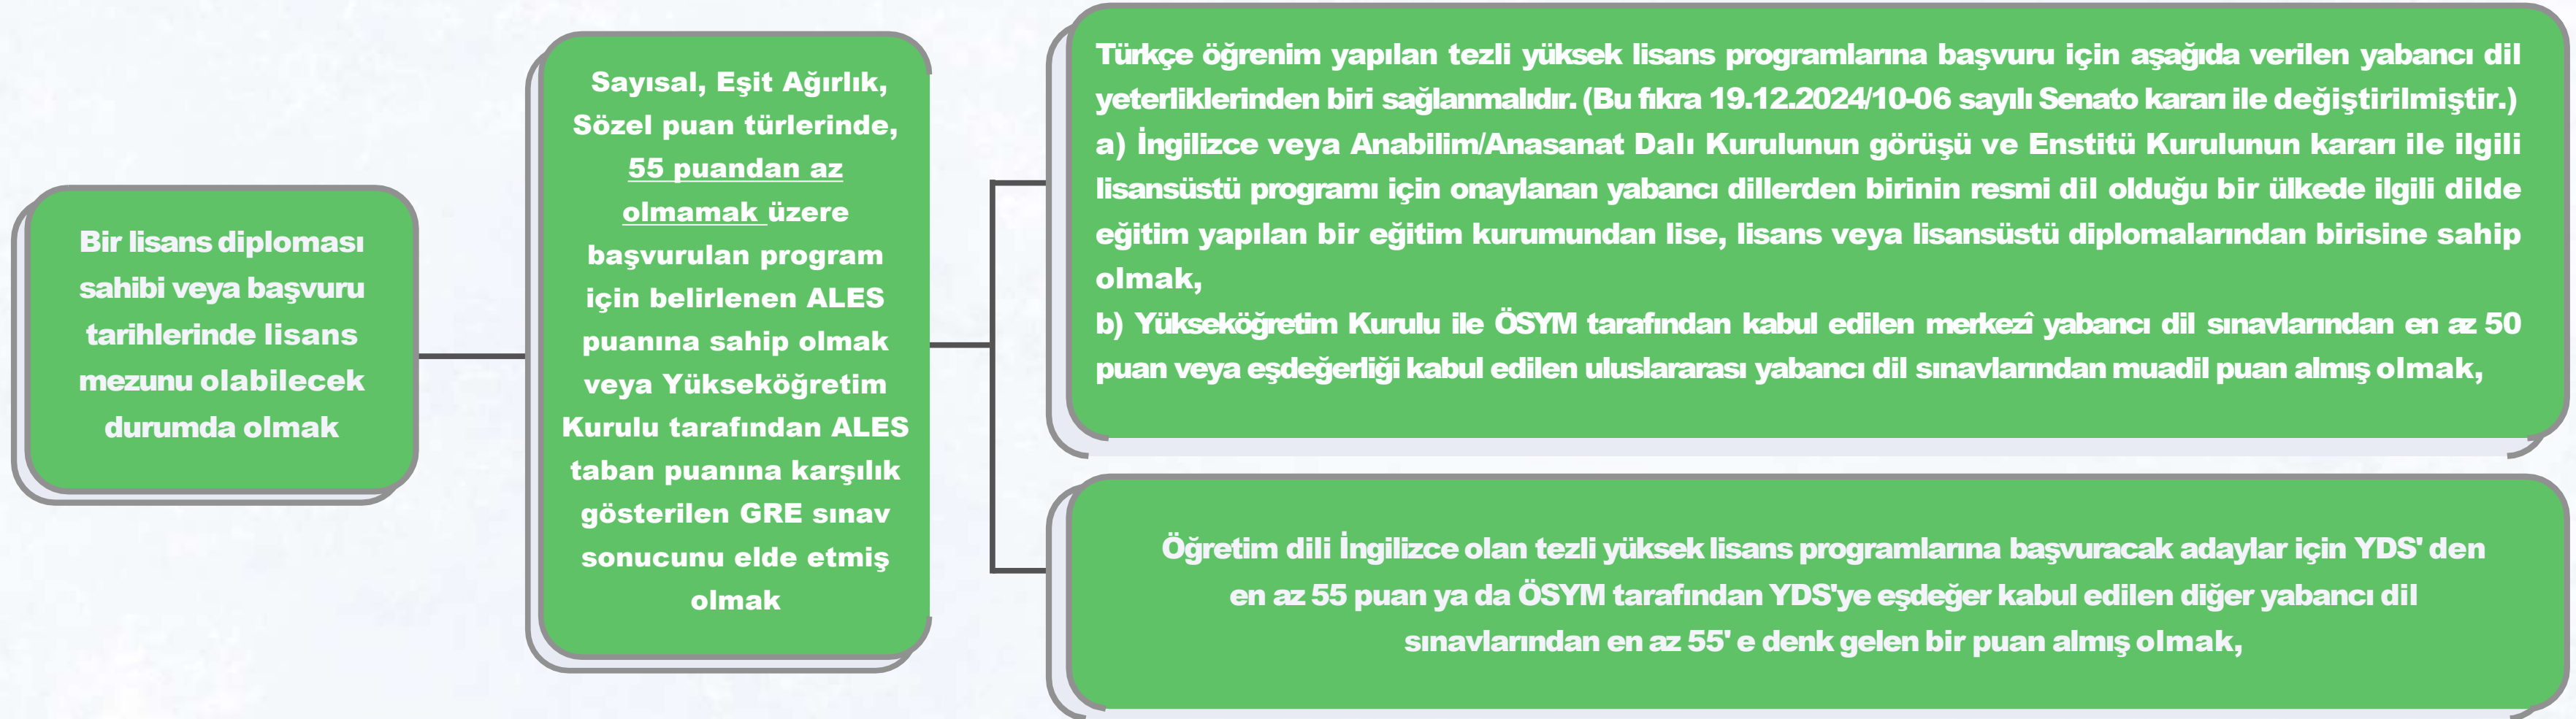 Bir lisans diploması
sahibi veya başvuru
tarihlerinde lisans
mezunu olabilecek
durumda olmak
Sayısal, Eşit Ağırlık,
Sözel puan türlerinde,
55 puandan az
olmamak üzere
başvurulan program
için belirlenen ALES
puanına sahip olmak
veya Yükseköğretim
Kurulu tarafından ALES
taban puanına karşılık
gösterilen GRE sınav
sonucunu elde etmiş
olmak
Türkçe öğrenim yapılan tezli yüksek lisans programlarına başvuru için aşağıda verilen yabancı dil
yeterliklerinden biri sağlanmalıdır. (Bu fıkra 19.12.2024/10-06 sayılı Senato kararı ile değiştirilmiştir.)
a) İngilizce veya Anabilim/Anasanat Dalı Kurulunun görüşü ve Enstitü Kurulunun kararı ile ilgili
lisansüstü programı için onaylanan yabancı dillerden birinin resmi dil olduğu bir ülkede ilgili dilde
eğitim yapılan bir eğitim kurumundan lise, lisans veya lisansüstü diplomalarından birisine sahip
olmak,
b) Yükseköğretim Kurulu ile ÖSYM tarafından kabul edilen merkezî yabancı dil sınavlarından en az 50
puan veya eşdeğerliği kabul edilen uluslararası yabancı dil sınavlarından muadil puan almış olmak,
Öğretim dili İngilizce olan tezli yüksek lisans programlarına başvuracak adaylar için YDS' den
en az 55 puan ya da ÖSYM tarafından YDS'ye eşdeğer kabul edilen diğer yabancı dil
sınavlarından en az 55' e denk gelen bir puan almış olmak,